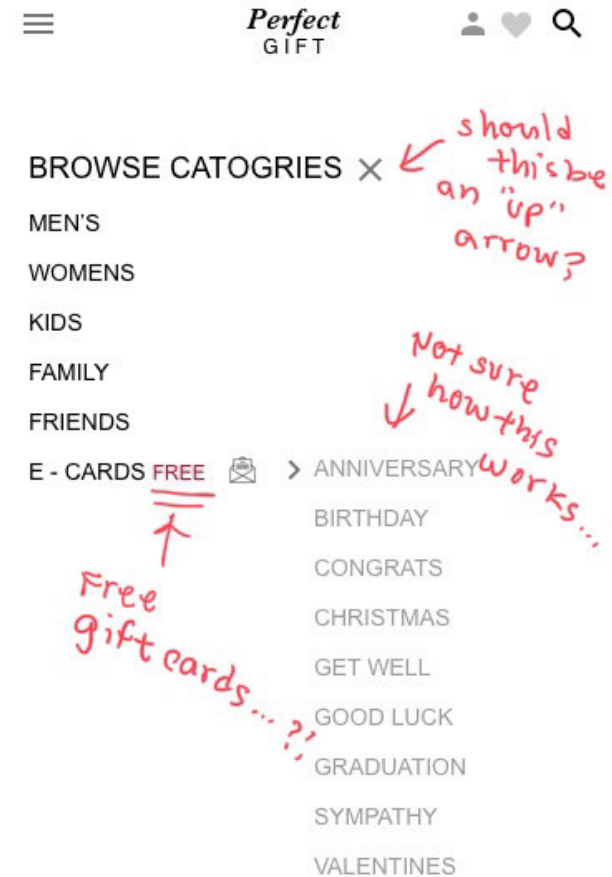 Perfect
GIFT
should
this be
an "up"
arrow?
BROWSE CATOGRIES
MEN'S
WOMENS
KIDS
FAMILY
FRIENDS
Not sure
how this
works...
E - CARDS FREE
ANNIVERSARY
BIRTHDAY
CONGRATS
CHRISTMAS
GET WELL
GOOD LUCK
GRADUATION
SYMPATHY
VALENTINES
Free
gift cards...?!